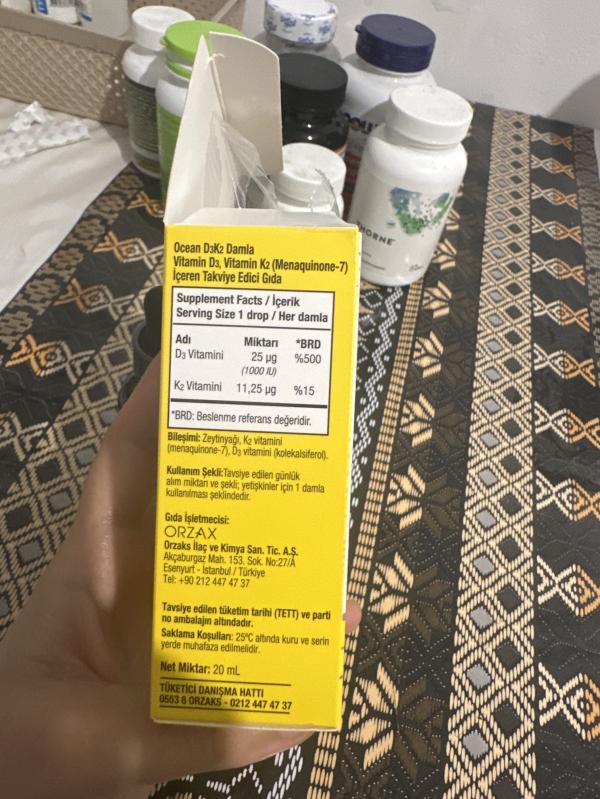 Ocean D3K2 Damla
Vitamin D3, Vitamin K2 (Menaquinone-7)
İçeren Takviye Edici Gıda
Supplement Facts / İçerik
Serving Size 1 drop / Her damla
Adı Miktarı *BRD
D3 Vitamini 25 µg %500
(1000 IU)
K2 Vitamini 11,25 µg %15
*BRD: Beslenme referans değeridir.
Bileşimi: Zeytinyağı, K2 vitamini
(menaquinone-7), D3 vitamini (kolekalsiferol).
Kullanım Şekli:Tavsiye edilen günlük
alım miktarı ve şekli; yetişkinler için 1 damla
kullanılması şeklindedir.
Gıda İşletmecisi:
ORZAX
Orzaks İlaç ve Kimya San. Tic. A.Ş.
Akçaburgaz Mah. 153. Sok. No:27/A
Esenyurt - İstanbul / Türkiye
Tel: +90 212 447 47 37
Tavsiye edilen tüketim tarihi (TETT) ve parti
no ambalajın altındadır.
Saklama Koşulları: 25ºC altında kuru ve serin
yerde muhafaza edilmelidir.
Net Miktar: 20 mL
TÜKETİCİ DANIŞMA HATTI
0553 6 ORZAKS - 0212 447 47 37
HORNE